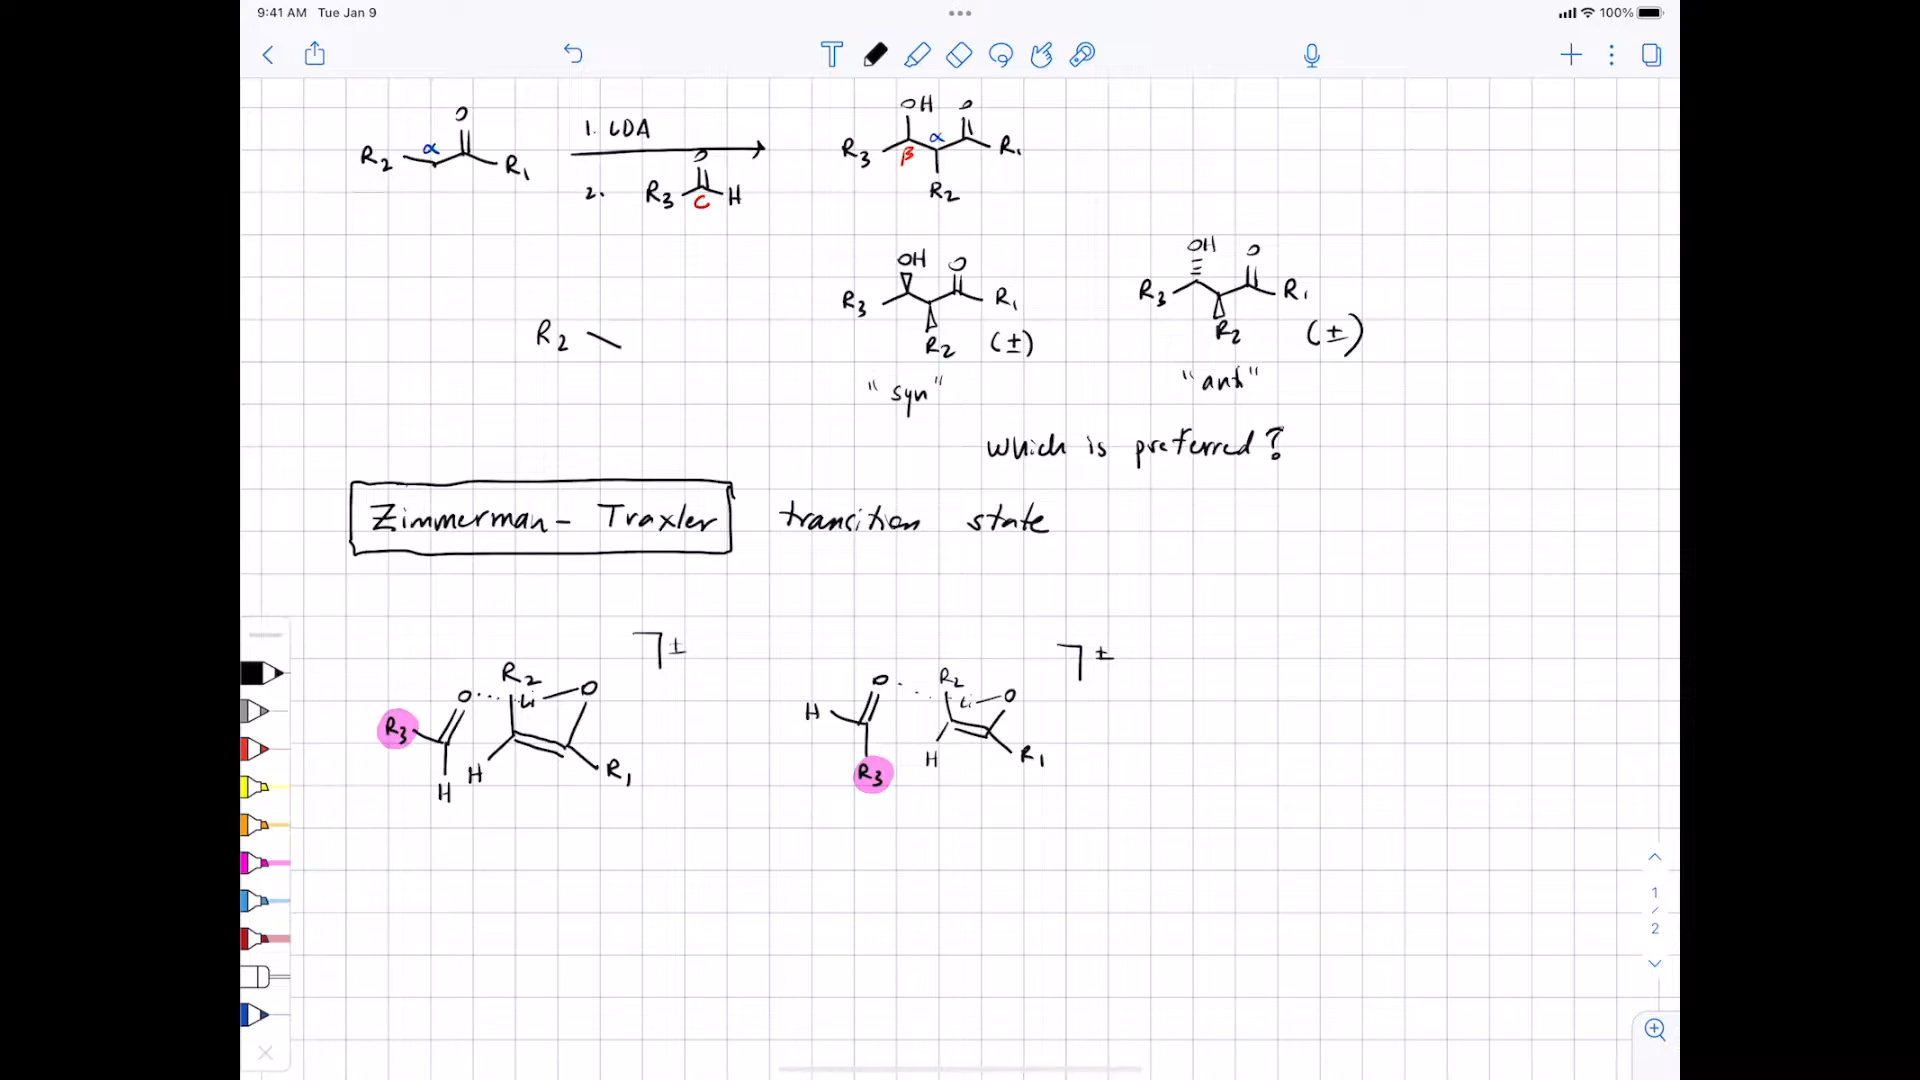 9:41 AM Tue Jan 9
100%
O
R2 α R1
1. LDA
2. R3 O C H
OH O
R3 β α R1
R2
OH O
R3 R1
R2 (±)
"syn"
OH O
R3 R1
R2 (±)
"anti"
R2
Which is preferred?
Zimmerman - Traxler transition state
R2 ±
O Li O
R3
H H R1
R2 ±
O Li O
H
H R1
R3
1
/
2